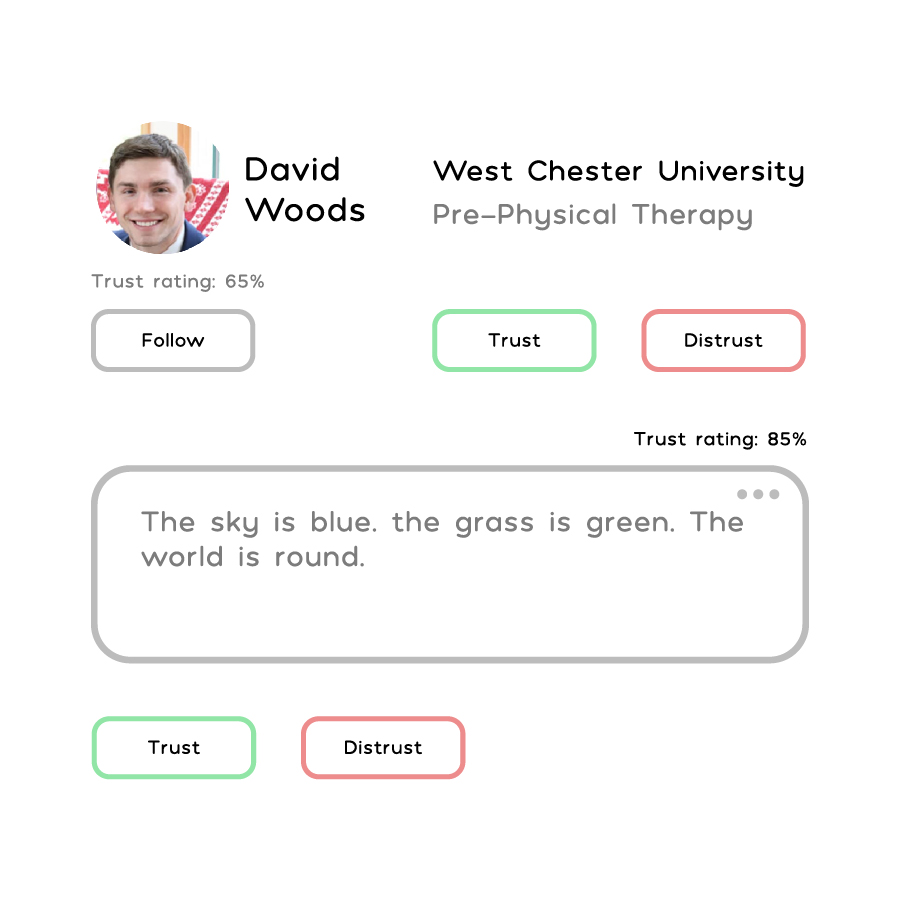 David
Woods
West Chester University
Pre-Physical Therapy
Trust rating: 65%
Follow
Trust
Distrust
Trust rating: 85%
The sky is blue. the grass is green. The
world is round.
Trust
Distrust